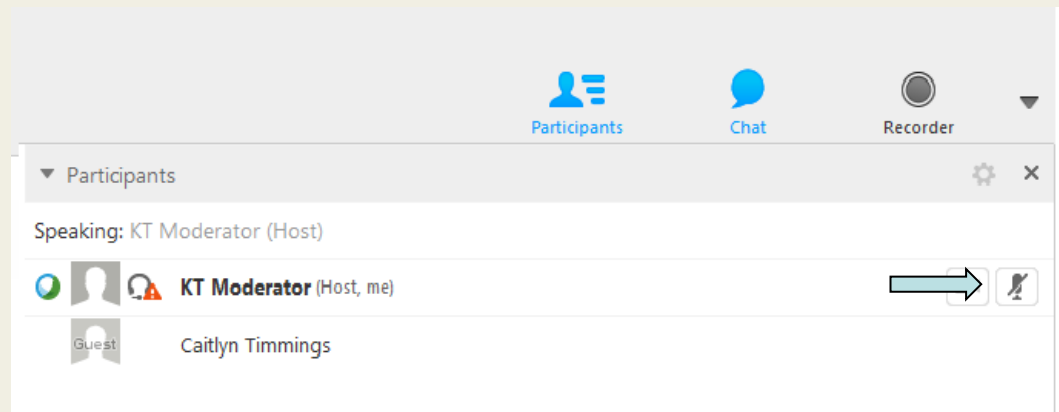 Participants Chat Recorder
Participants
Speaking: KT Moderator (Host)
KT Moderator (Host, me)
Guest Caitlyn Timmings